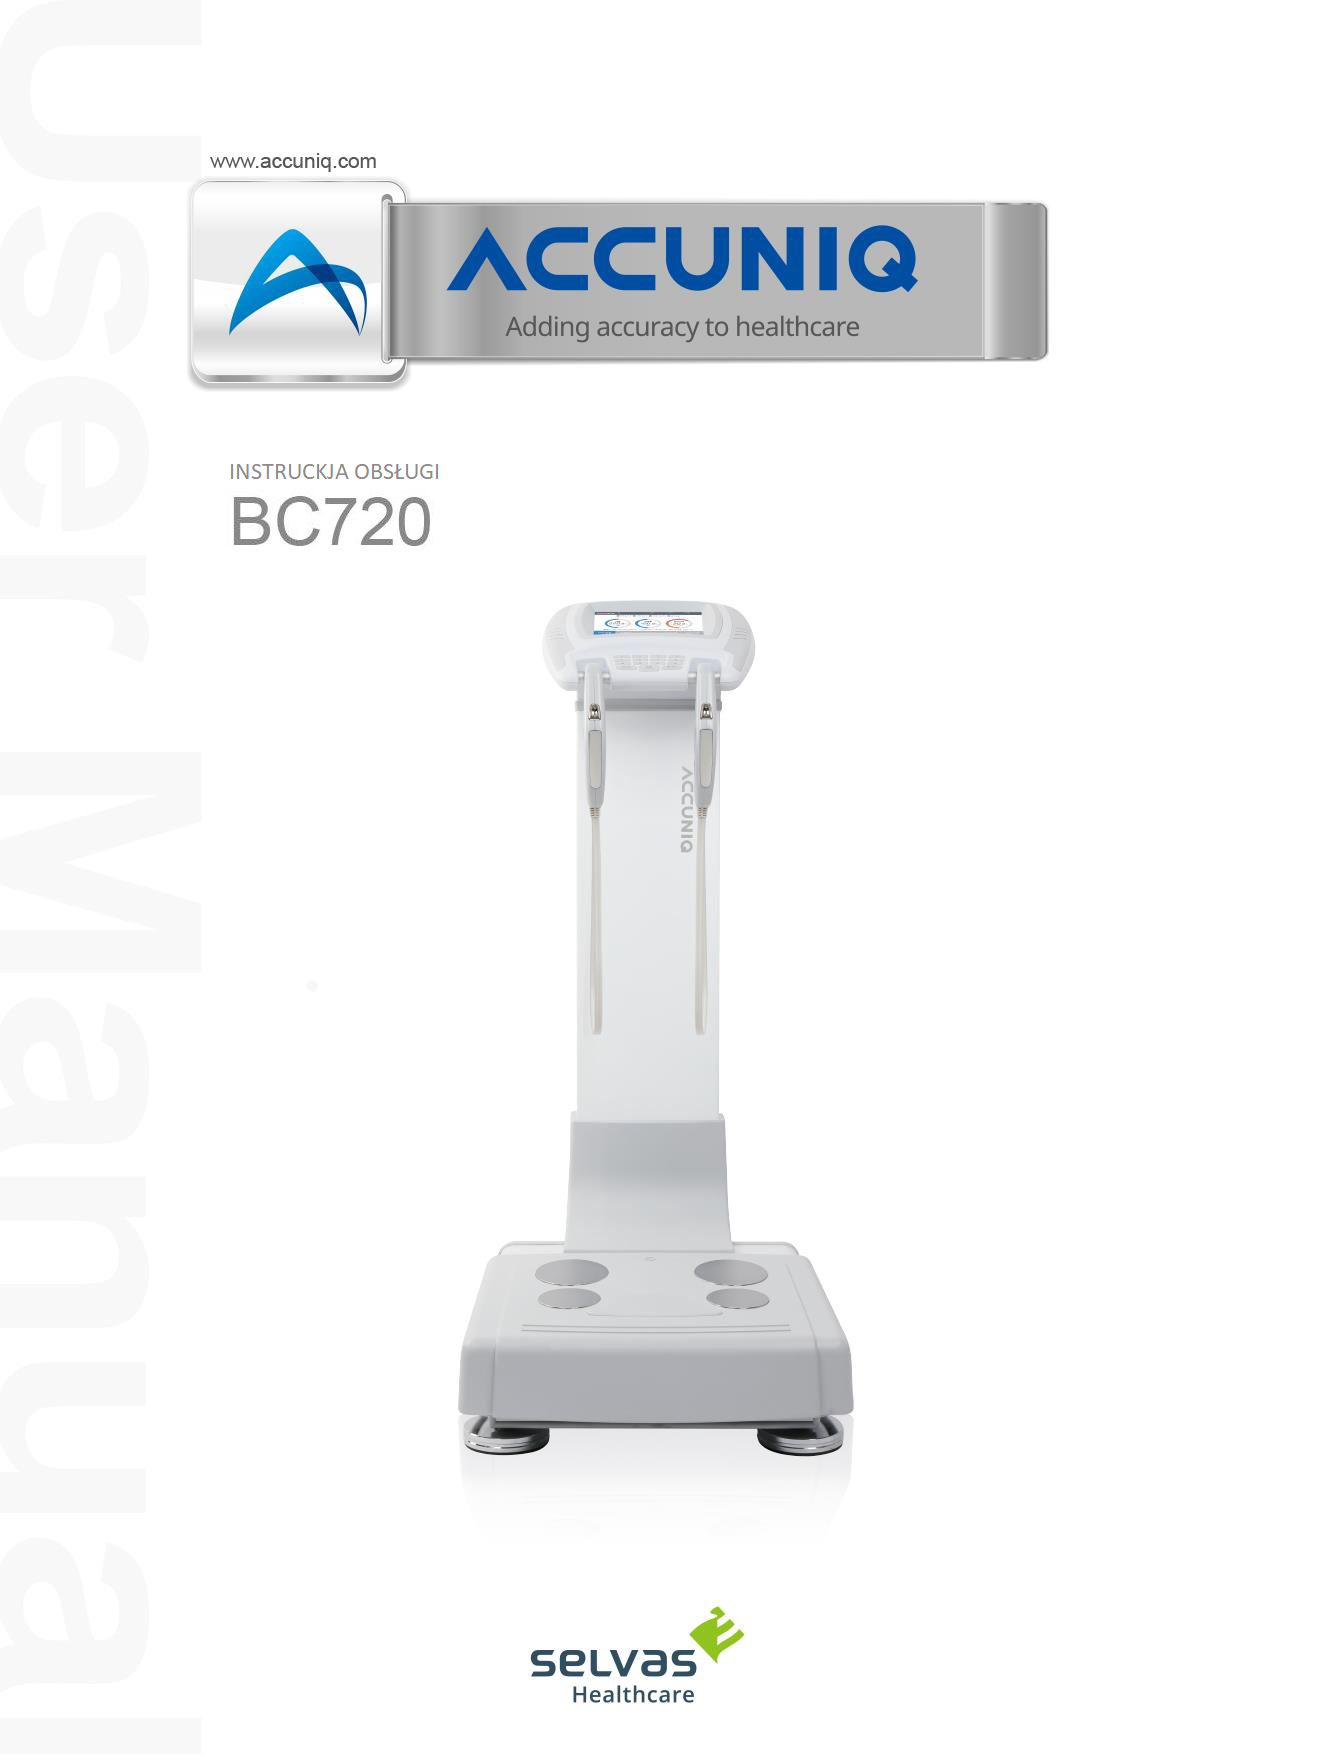 www.accuniq.com
ACCUNIQ
Adding accuracy to healthcare
INSTRUCKJA OBSŁUGI
BC720
ACCUNIQ
User Manual
selvas
Healthcare